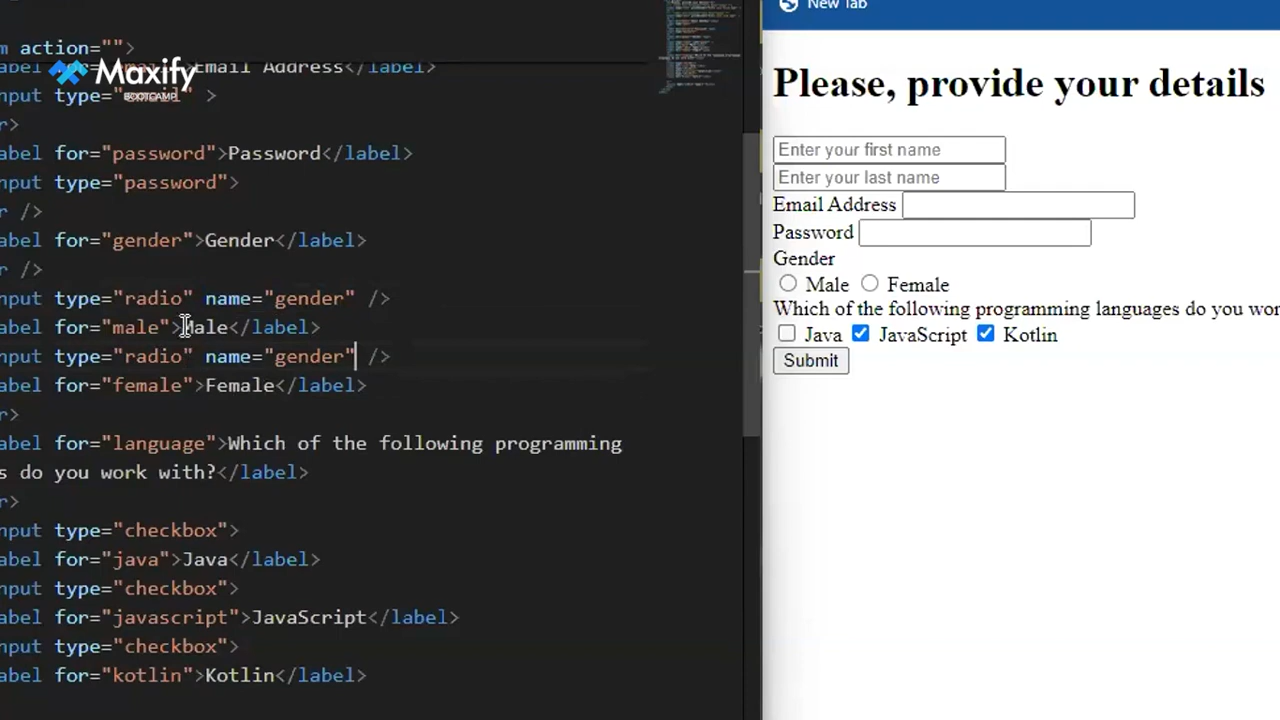 m action="">
abel for="email">Email Address</label>
nput type="email" >
r>
abel for="password">Password</label>
nput type="password">
r />
abel for="gender">Gender</label>
r />
nput type="radio" name="gender" />
abel for="male">Male</label>
nput type="radio" name="gender" />
abel for="female">Female</label>
r>
abel for="language">Which of the following programming
s do you work with?</label>
r>
nput type="checkbox">
abel for="java">Java</label>
nput type="checkbox">
abel for="javascript">JavaScript</label>
nput type="checkbox">
abel for="kotlin">Kotlin</label>
Maxify
BOOTCAMP
New Tab
Please, provide your details
Enter your first name
Enter your last name
Email Address
Password
Gender
Male Female
Which of the following programming languages do you wor
Java JavaScript Kotlin
Submit